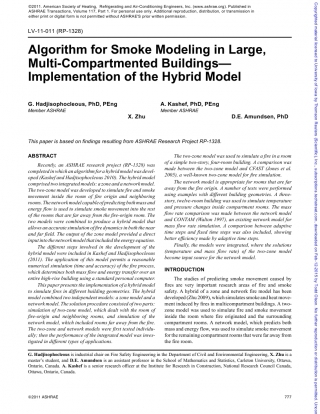 ©2011, American Society of Heating, Refrigerating and Air-Conditioning Engineers, Inc. (www.ashrae.org). Published in
ASHRAE Transactions, Volume 117, Part 1. For personal use only. Additional reproduction, distribution, or transmission in
either print or digital form is not permitted without ASHRAE's prior written permission.
LV-11-011 (RP-1328)
Algorithm for Smoke Modeling in Large,
Multi-Compartmented Buildings—
Implementation of the Hybrid Model
G. Hadjisophocleous, PhD, PEng
Member ASHRAE
A. Kashef, PhD, PEng
Member ASHRAE
X. Zhu
D.E. Amundsen, PhD
This paper is based on findings resulting from ASHRAE Research Project RP-1328.
ABSTRACT
Recently, an ASHRAE research project (RP-1328) was
completed in which an algorithm for a hybrid model was devel-
oped (Kashef and Hadjisophocleous 2010). The hybrid model
comprised two integrated models: a zone and a network model.
The two-zone model was developed to simulate fire and smoke
movement inside the room of fire origin and neighboring
rooms. The network model capable of predicting both mass and
energy flow is used to simulate smoke movement into the rest
of the rooms that are far away from the fire-origin room. The
two models were combined to produce a hybrid model that
allows an accurate simulation of fire dynamics in both the near
and far field. The output of the zone model provided a direct
input into the network model that included the energy equation.
The different steps involved in the development of the
hybrid model were included in Kashef and Hadjisophocleous
(2011). The application of this model permits a reasonable
numerical simulation (time and accuracy) of the fire process,
which determines both mass flow and energy transfer over an
entire high-rise building using a standard personal computer.
This paper presents the implementation of a hybrid model
to simulate fires in different building geometries. The hybrid
model combined two independent models: a zone model and a
network model. The solution procedure consisted of two parts:
simulation of two-zone model, which dealt with the room of
fire-origin and neighboring rooms, and simulation of the
network model, which included rooms far away from the fire.
The two-zone and network models were first tested individu-
ally; then the performance of the integrated model was inves-
tigated in different types of applications.
The two-zone model was used to simulate a fire in a room
of a simple two-story, four-room building. A comparison was
made between the two-zone model and CFAST (Jones et al.
2005), a well-known two-zone model for fire simulation.
The network model is appropriate for rooms that are far
away from the fire origin. A number of tests were performed
using samples with different building geometries. A three-
story, twelve-room building was used to simulate temperature
and pressure changes inside compartment rooms. The mass
flow rate comparison was made between the network model
and CONTAM (Walton 1997), an existing network model for
mass flow rate simulation. A comparison between adaptive
time steps and fixed time steps was also included, showing
better efficiency made by adaptive time steps.
Finally, the models were integrated, where the solutions
(temperature and mass flow rate) of the two-zone model
became input source for the network model.
INTRODUCTION
The studies of predicting smoke movement caused by
fires are very important research areas of fire and smoke
safety. A hybrid of a zone and network fire model has been
developed (Zhu 2009), which simulates smoke and heat move-
ment induced by fires in multicompartment buildings. A two-
zone model was used to simulate fire and smoke movement
inside the room where fire originated and the surrounding
compartment rooms. A network model, which predicts both
mass and energy flow, was used to simulate smoke movement
for the remaining compartment rooms that were far away from
the fire.
G. Hadjisophocleous is industrial chair on Fire Safety Engineering in the Department of Civil and Environmental Engineering, X. Zhu is a
master's student, and D.E. Amundsen is an assistant professor in the School of Mathematics and Statistics, Carleton University, Ottawa,
Ontario, Canada. A. Kashef is a senior research officer at the Institute for Research in Construction, National Research Council Canada,
Ottawa, Ontario, Canada.
©2011 ASHRAE
777